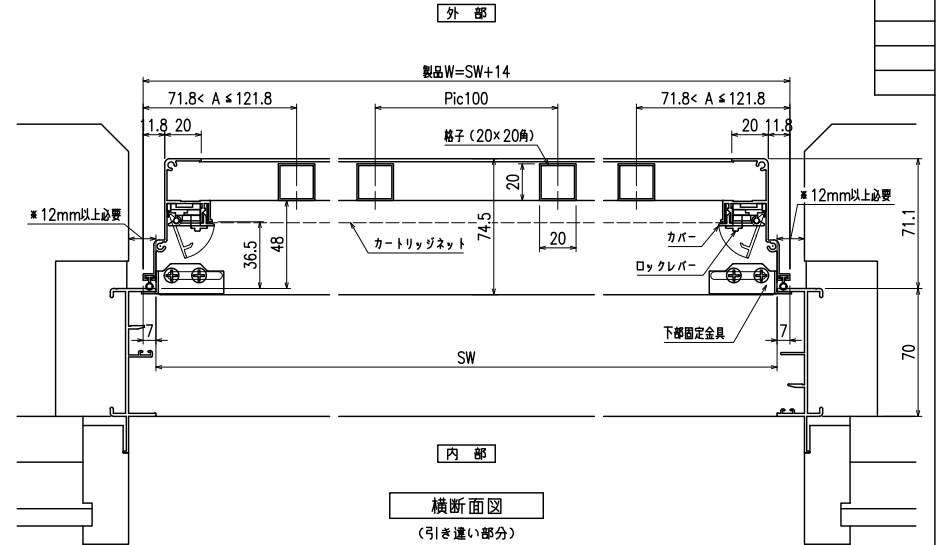 外 部
製品W=SW+14
71.8< A ≦121.8
Pic100
71.8< A ≦121.8
11.8
20
格子(20×20角)
20
11.8
20
※12mm以上必要
※12mm以上必要
74.5
71.1
カートリッジネット
20
カバー
36.5
48
ロックレバー
7
下部固定金具
7
SW
70
内 部
横断面図
(引き違い部分)